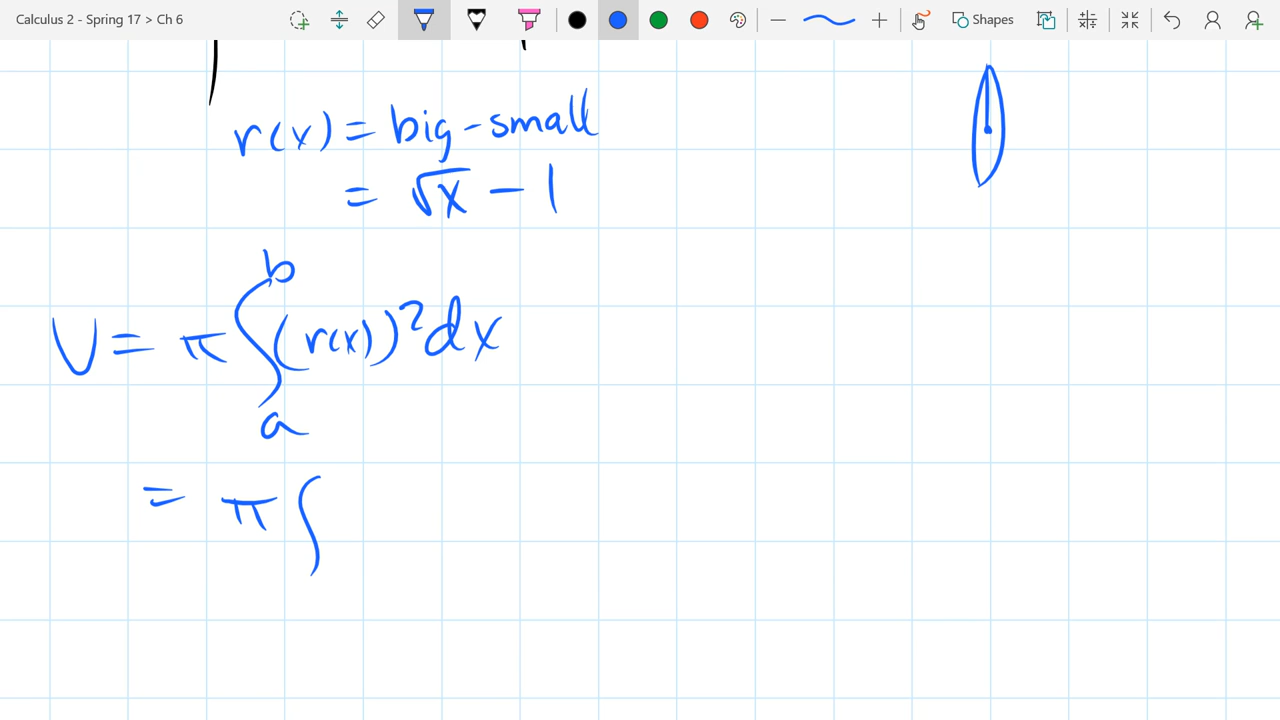 Calculus 2 - Spring 17 > Ch 6
Shapes
r(x) = big - small
= √x - 1
V = π ∫_a^b (r(x))² dx
= π ∫